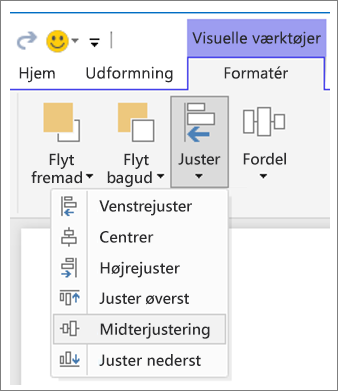 Visuelle værktøjer
Hjem Udformning Formatér
Flyt fremad
Flyt bagud
Juster
Fordel
Venstrejuster
Centrer
Højrejuster
Juster øverst
Midterjustering
Juster nederst